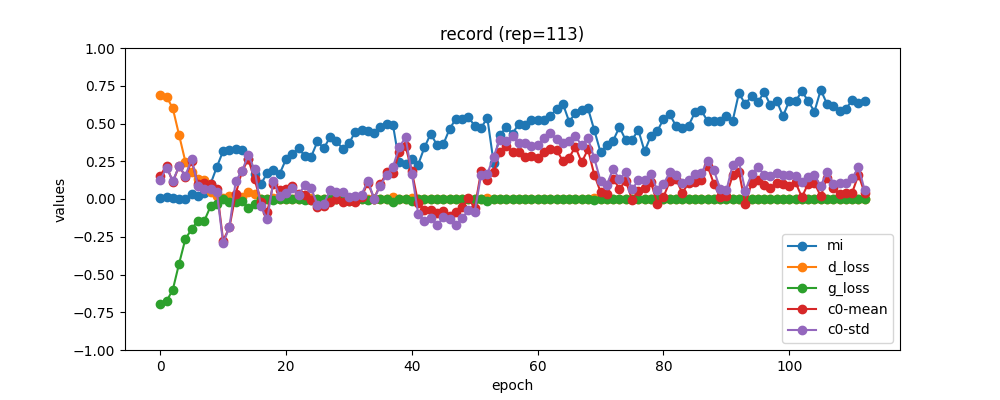 record (rep=113)
1.00
0.75
0.50
0.25
0.00
−0.25
−0.50
−0.75
−1.00
values
0 20 40 60 80 100
epoch
mi
d_loss
g_loss
c0-mean
c0-std